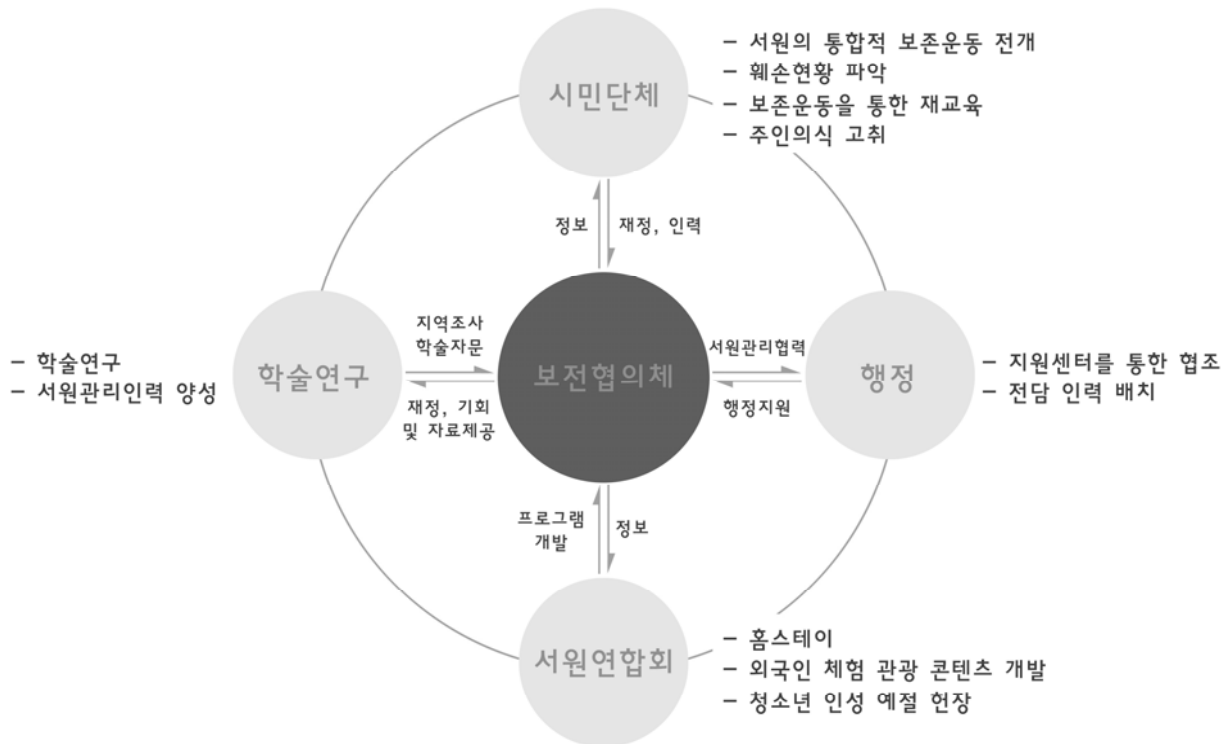 시민단체
– 서원의 통합적 보존운동 전개
– 훼손현황 파악
– 보존운동을 통한 재교육
– 주인의식 고취
정보
재정, 인력
– 학술연구
– 서원관리인력 양성
학술연구
지역조사
학술자문
재정, 기회
및 자료제공
보전협의체
서원관리협력
행정지원
행정
– 지원센터를 통한 협조
– 전담 인력 배치
프로그램
개발
정보
서원연합회
– 홈스테이
– 외국인 체험 관광 콘텐츠 개발
– 청소년 인성 예절 헌장